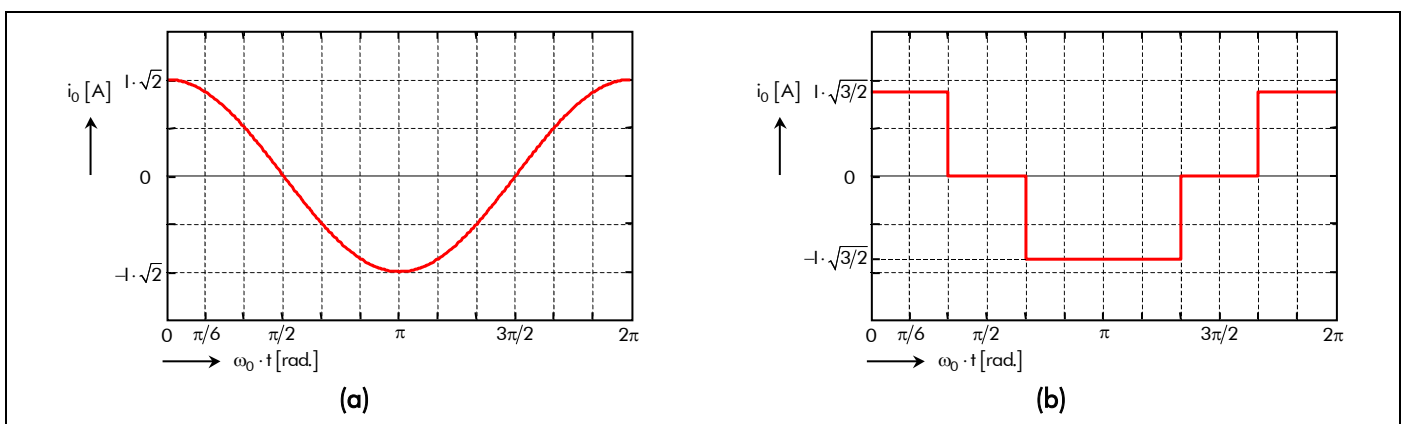 i₀ [A]
I·√2
0
–I·√2
0 π/6 π/2 π 3π/2 2π
ω₀ · t [rad.]
(a)
i₀ [A]
I·√3/2
0
–I·√3/2
0 π/6 π/2 π 3π/2 2π
ω₀ · t [rad.]
(b)